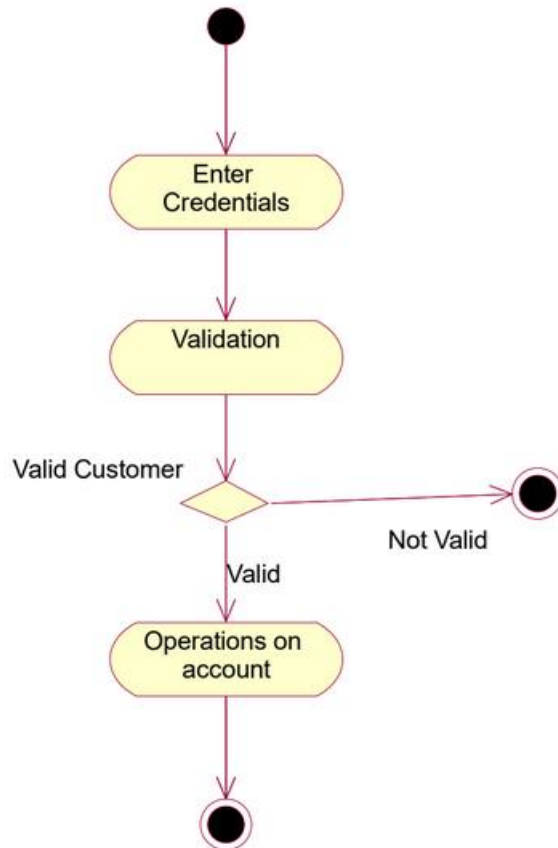 Enter
Credentials
Validation
Valid Customer
Not Valid
Valid
Operations on
account